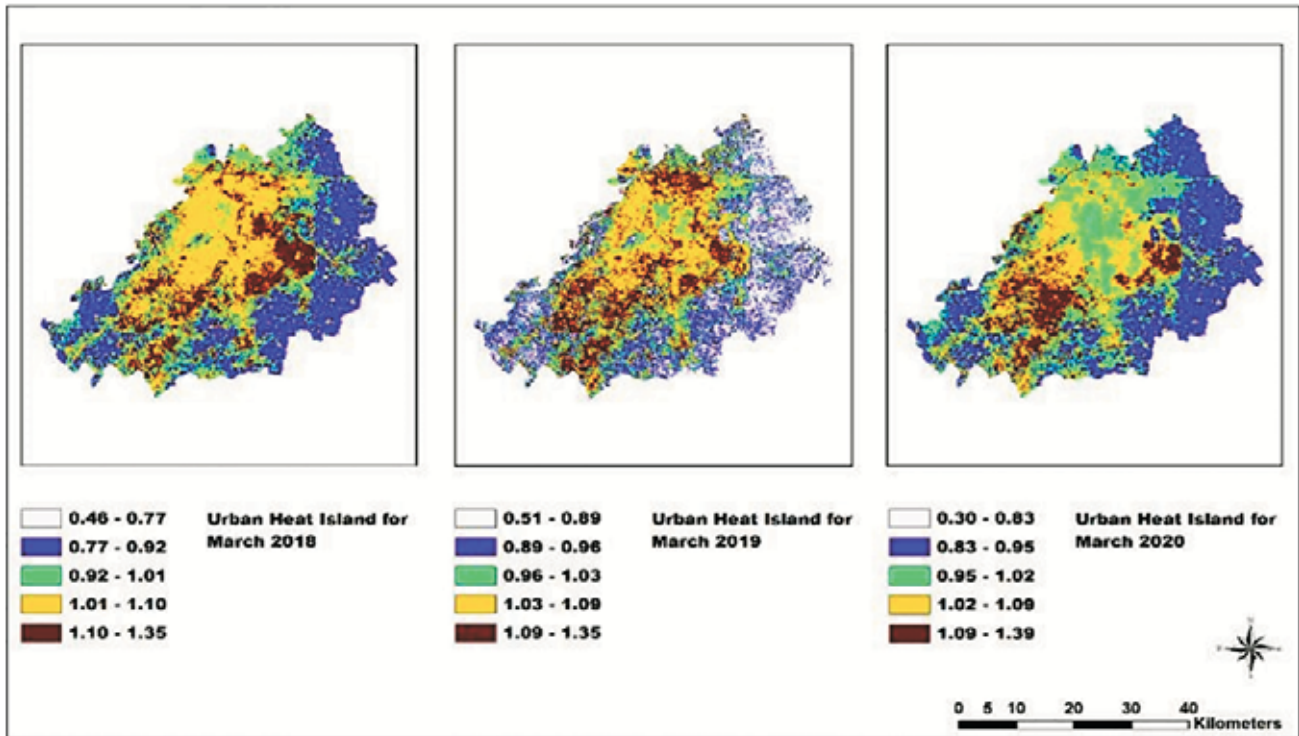 0.46 - 0.77
0.77 - 0.92
0.92 - 1.01
1.01 - 1.10
1.10 - 1.35
Urban Heat Island for
March 2018
0.51 - 0.89
0.89 - 0.96
0.96 - 1.03
1.03 - 1.09
1.09 - 1.35
Urban Heat Island for
March 2019
0.30 - 0.83
0.83 - 0.95
0.95 - 1.02
1.02 - 1.09
1.09 - 1.39
Urban Heat Island for
March 2020
0 5 10 20 30 40
Kilometers